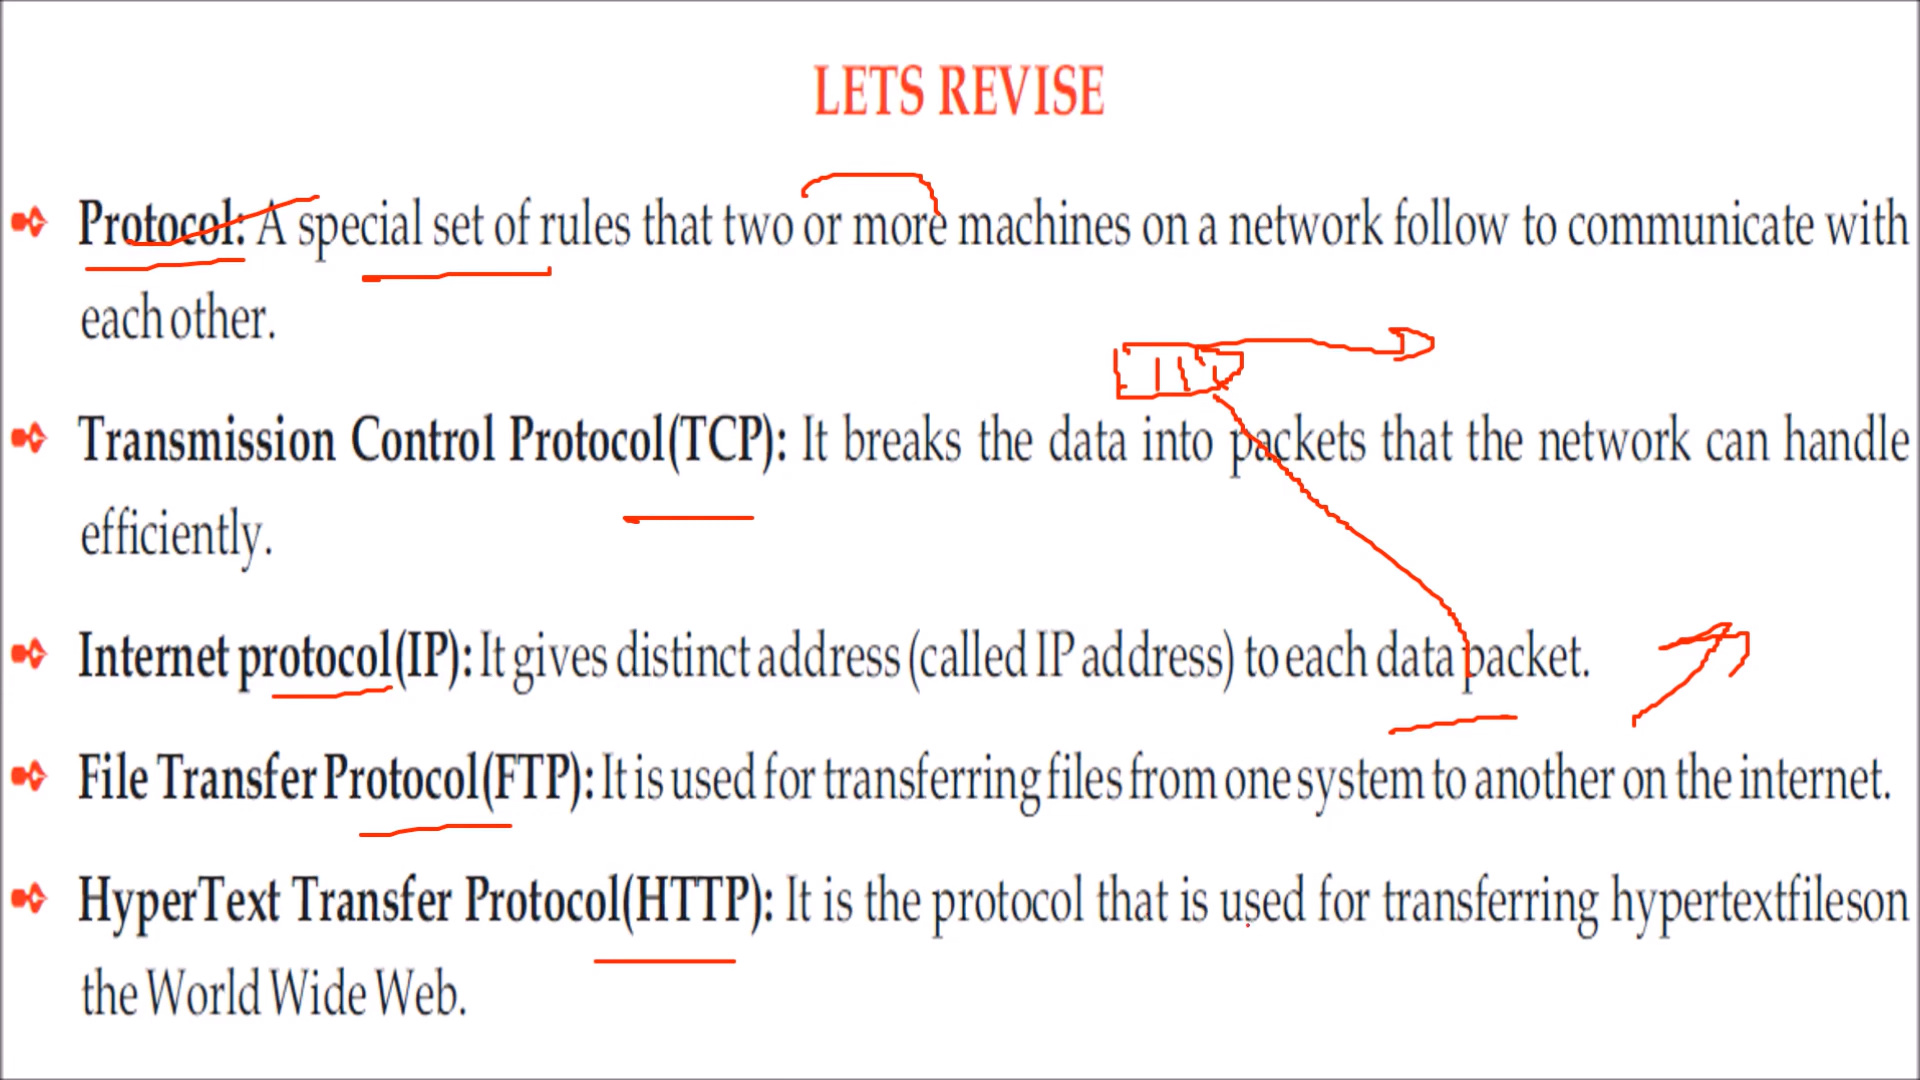 LETS REVISE
Protocol: A special set of rules that two or more machines on a network follow to communicate with
each other.
Transmission Control Protocol(TCP): It breaks the data into packets that the network can handle
efficiently.
Internet protocol(IP): It gives distinct address (called IP address) to each data packet.
File Transfer Protocol(FTP): It is used for transferring files from one system to another on the internet.
HyperText Transfer Protocol(HTTP): It is the protocol that is used for transferring hypertextfileson
the World Wide Web.